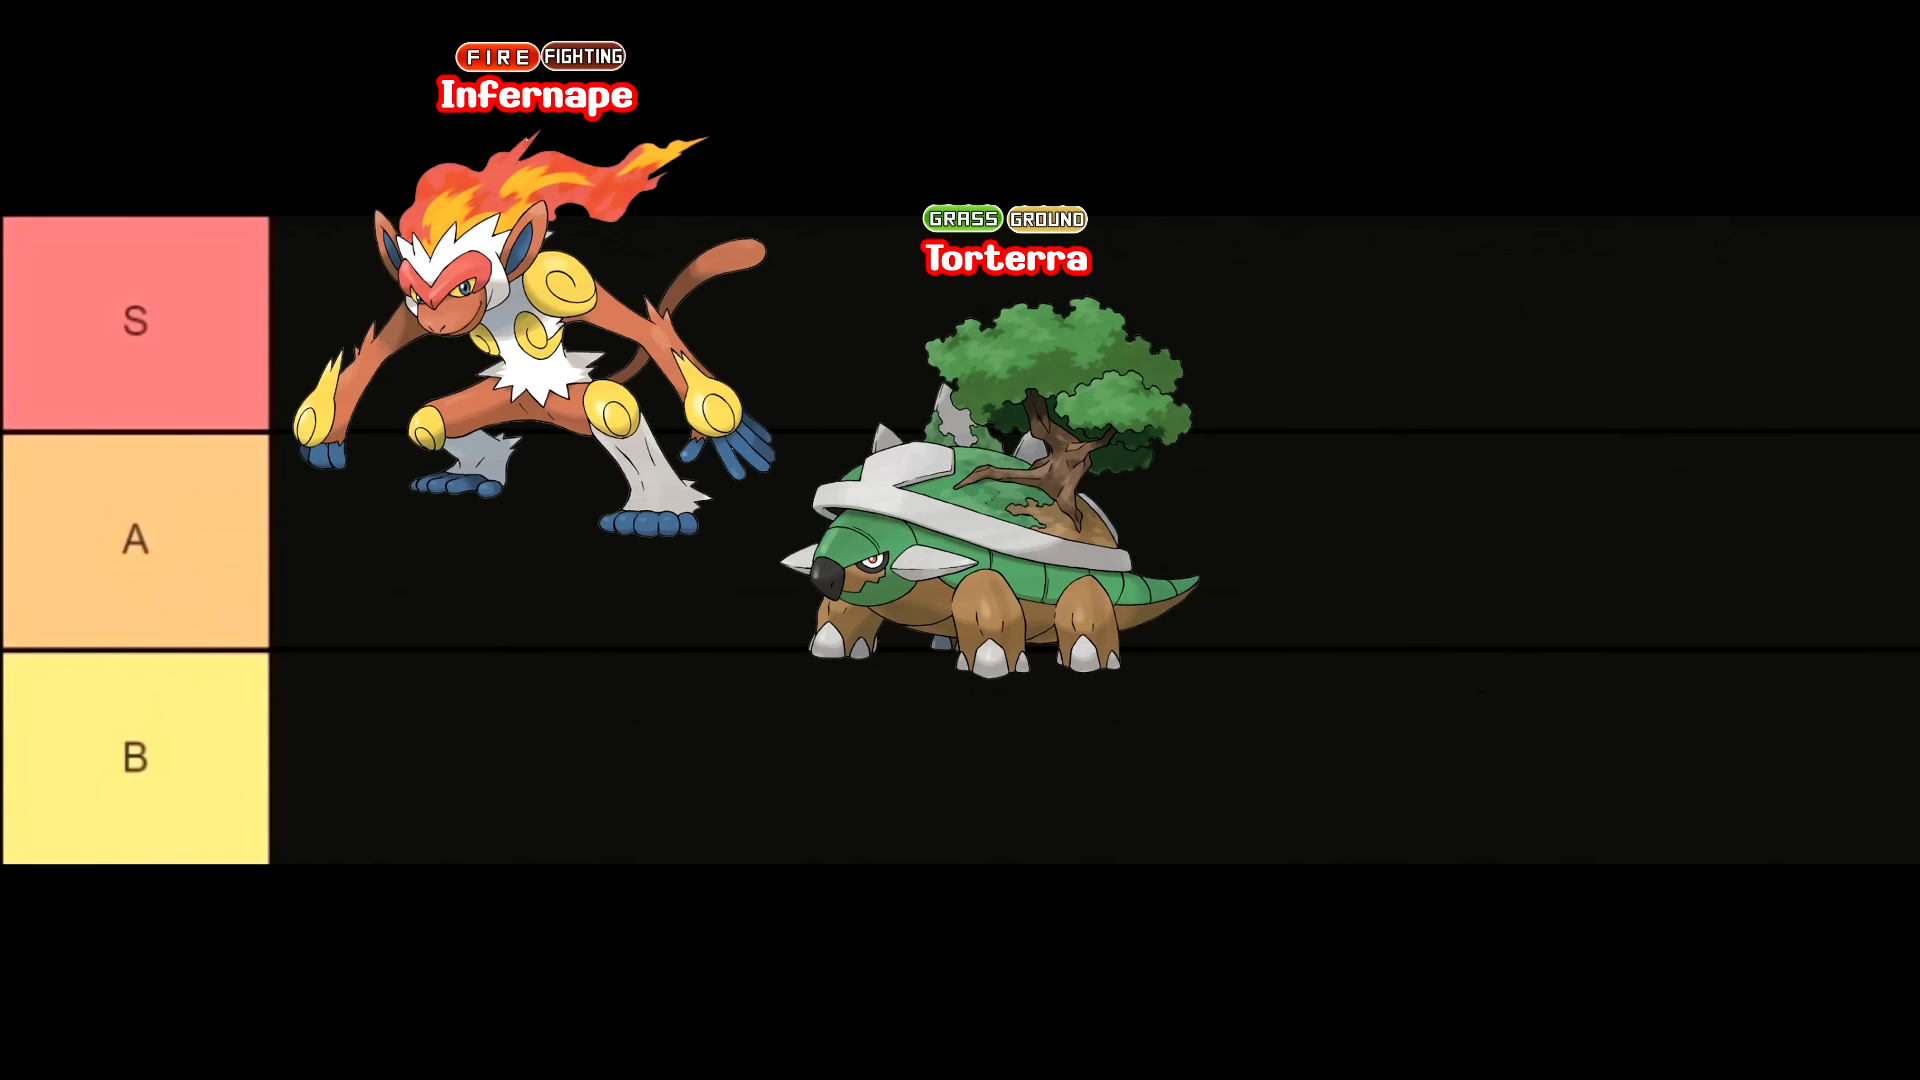 FIRE FIGHTING
Infernape
GRASS GROUND
Torterra
S
A
B